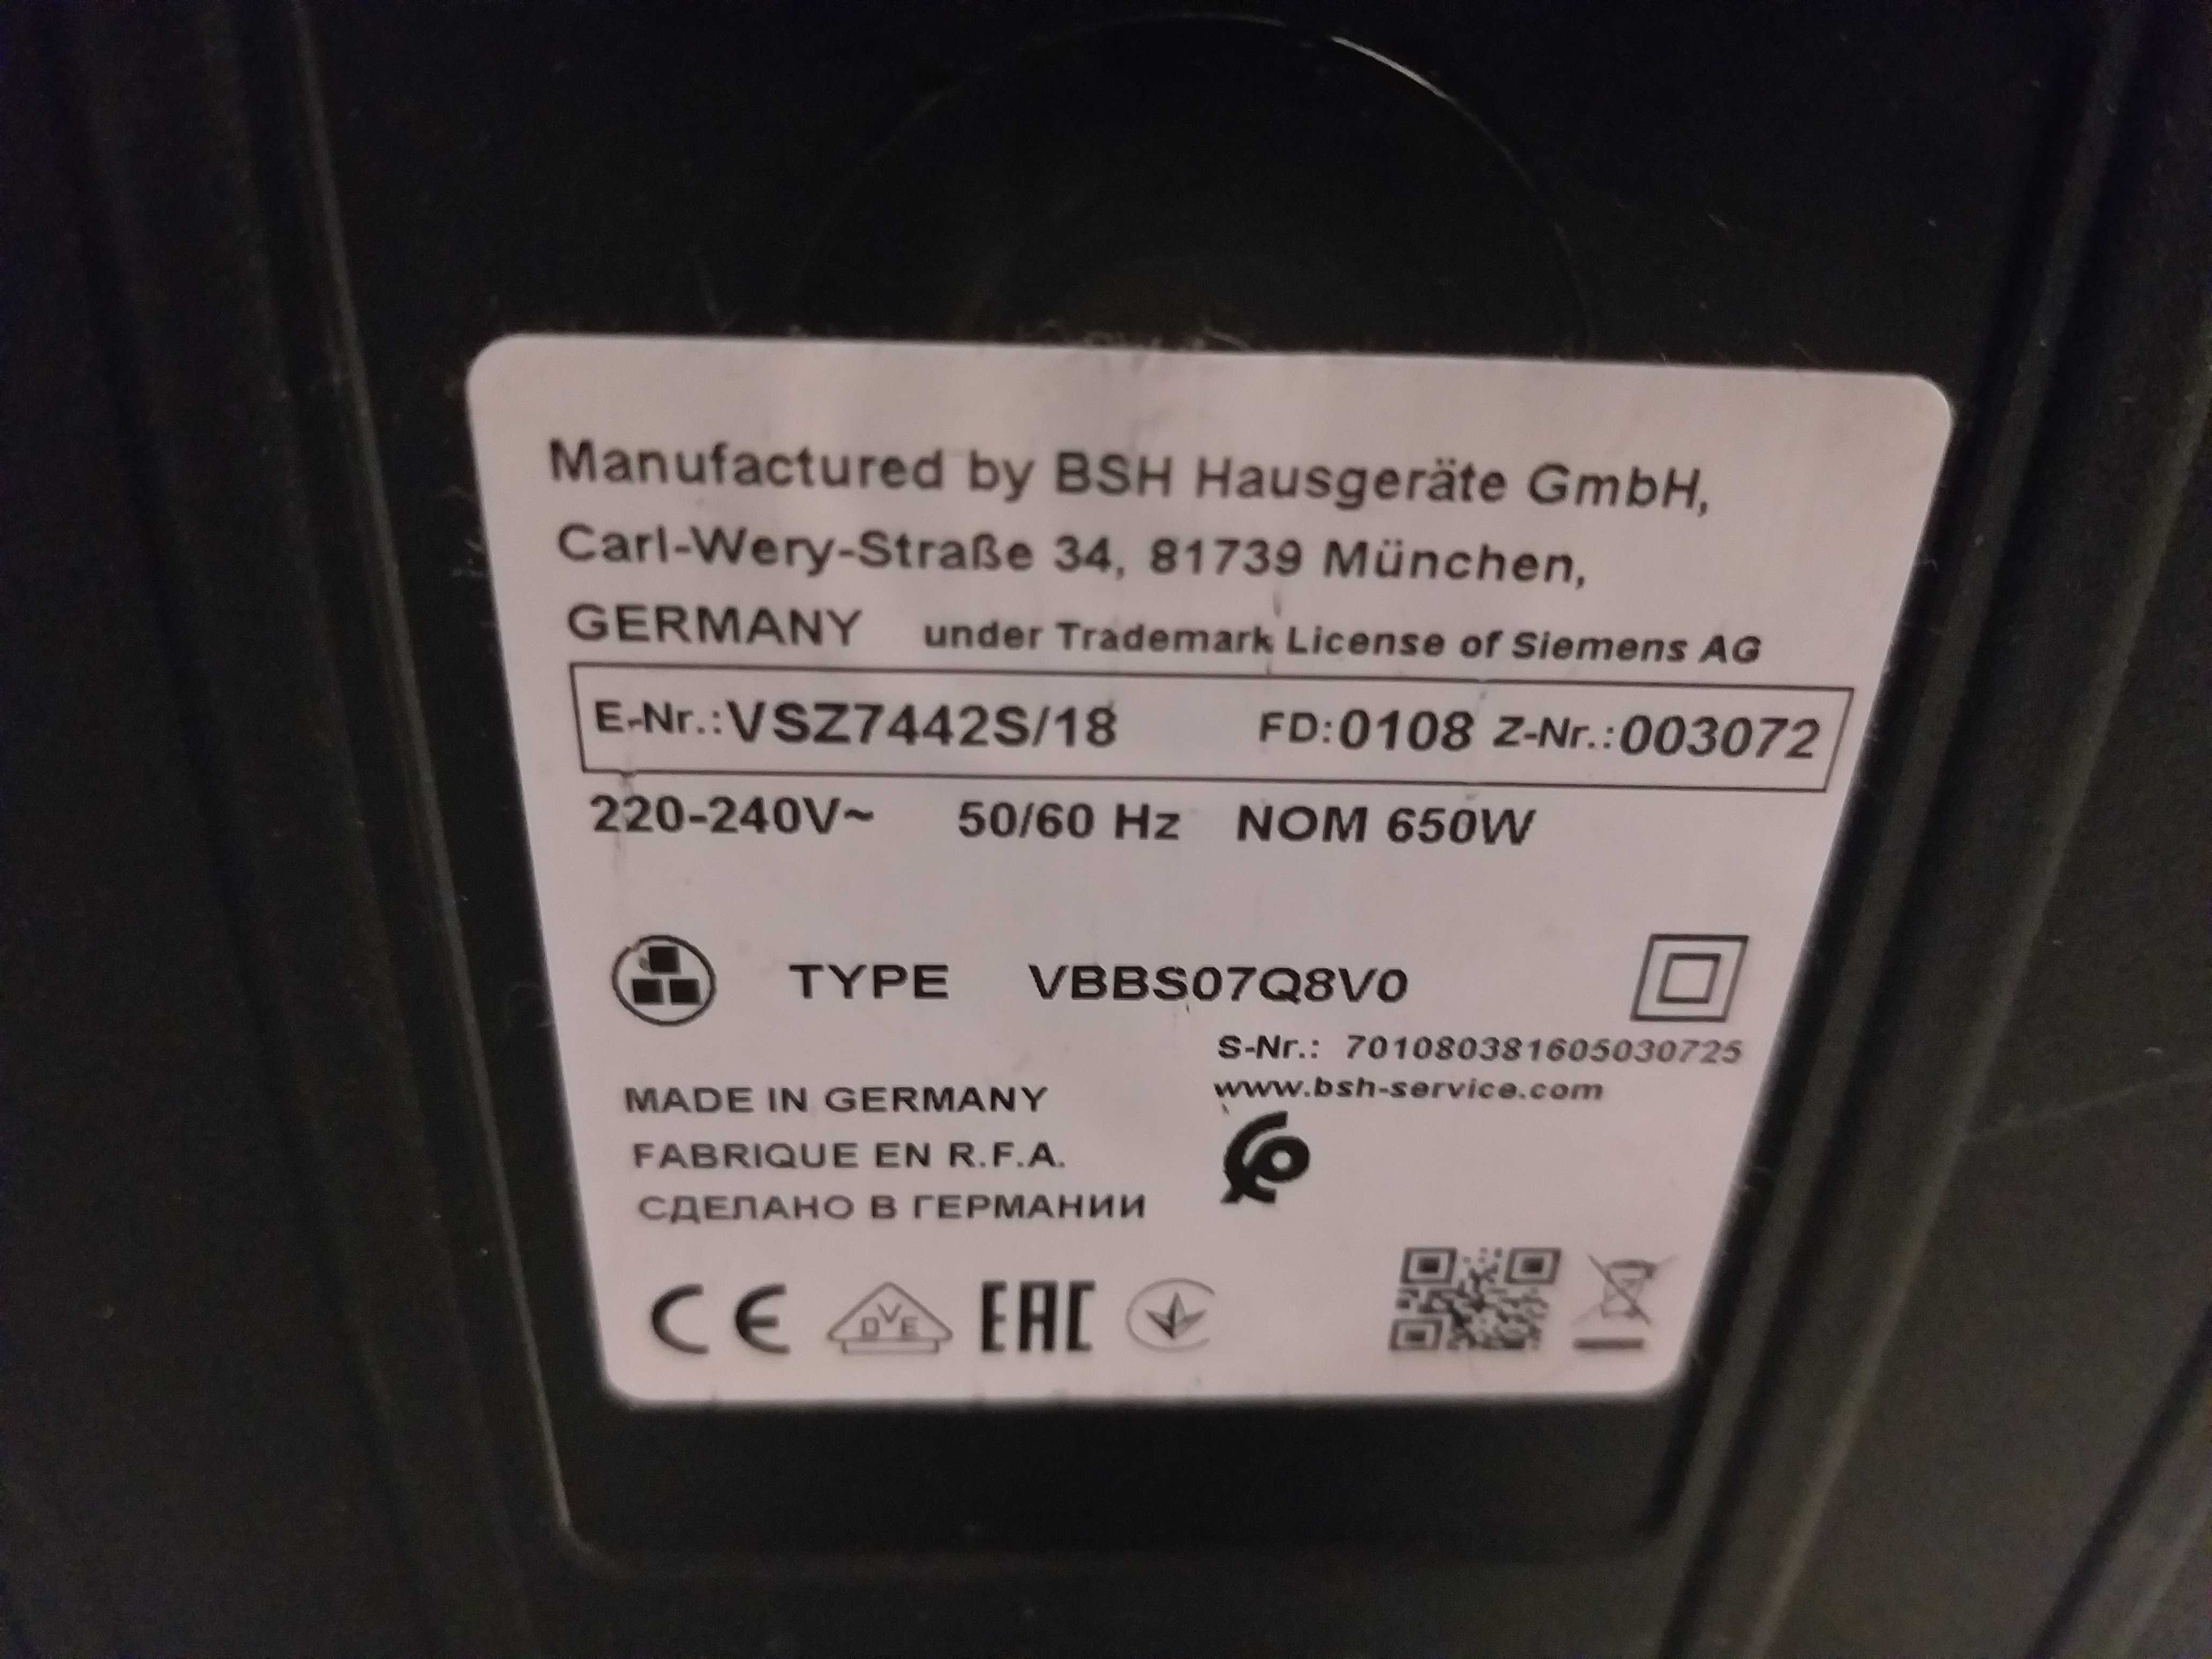 Manufactured by BSH Hausgeräte GmbH,
Carl-Wery-Straße 34, 81739 München,
GERMANY under Trademark License of Siemens AG
E-Nr.:VSZ7442S/18 FD:0108 Z-Nr.:003072
220-240V~ 50/60 Hz NOM 650W
TYPE VBBS07Q8V0
S-Nr.: 701080381605030725
www.bsh-service.com
MADE IN GERMANY
FABRIQUE EN R.F.A.
СДЕЛАНО В ГЕРМАНИИ
CE DVE EAC